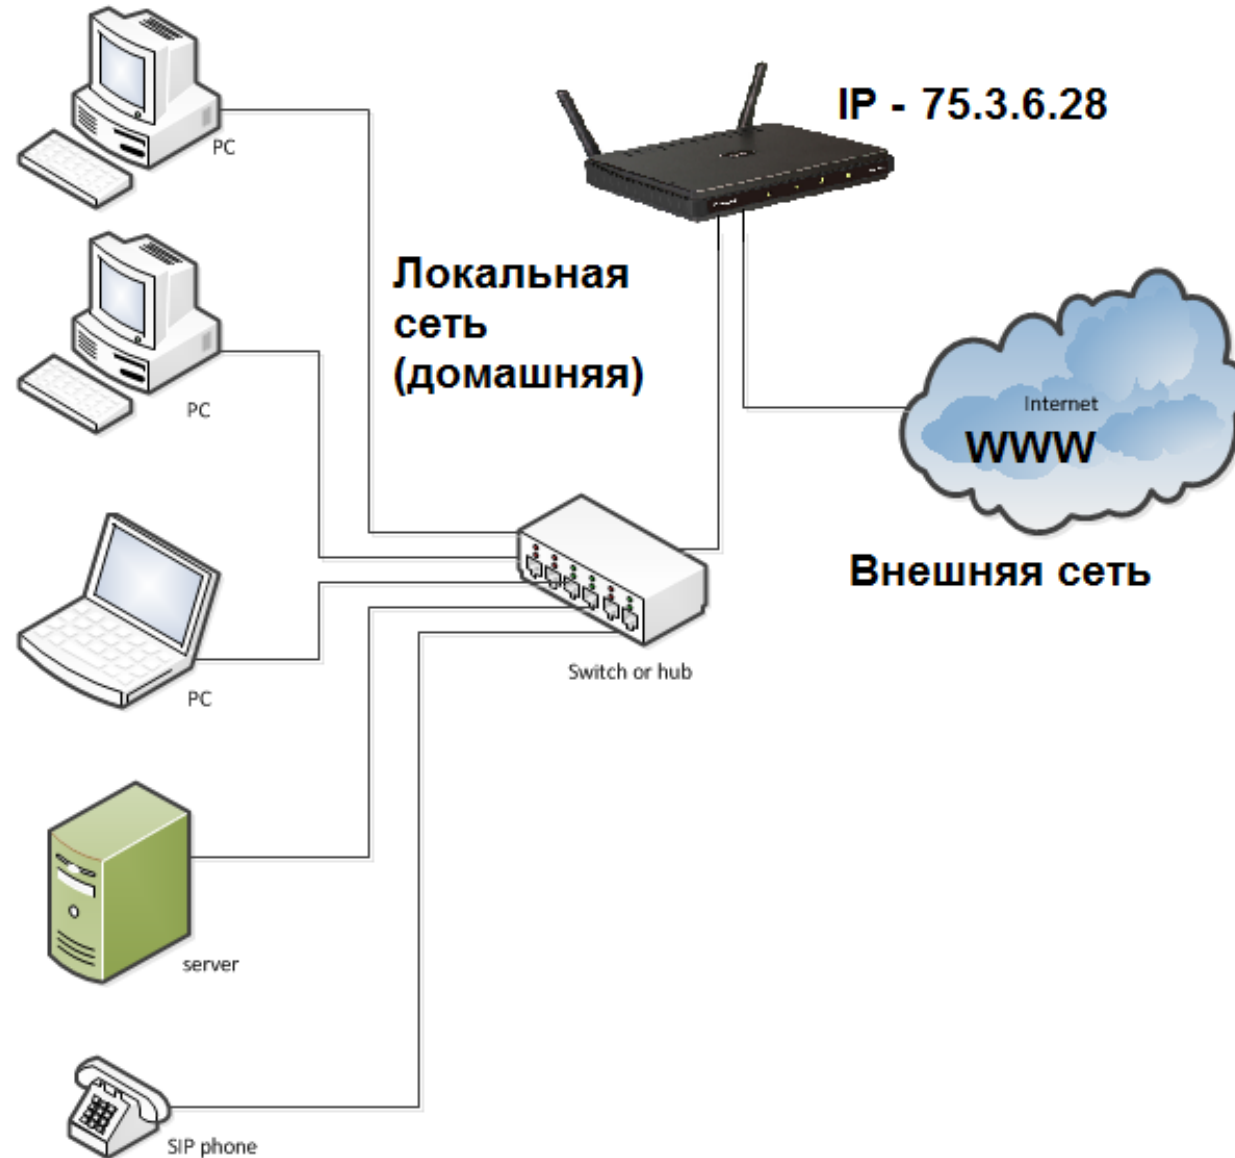 PC
IP - 75.3.6.28
Локальная
сеть
(домашняя)
PC
Internet
WWW
Внешняя сеть
Switch or hub
PC
server
SIP phone